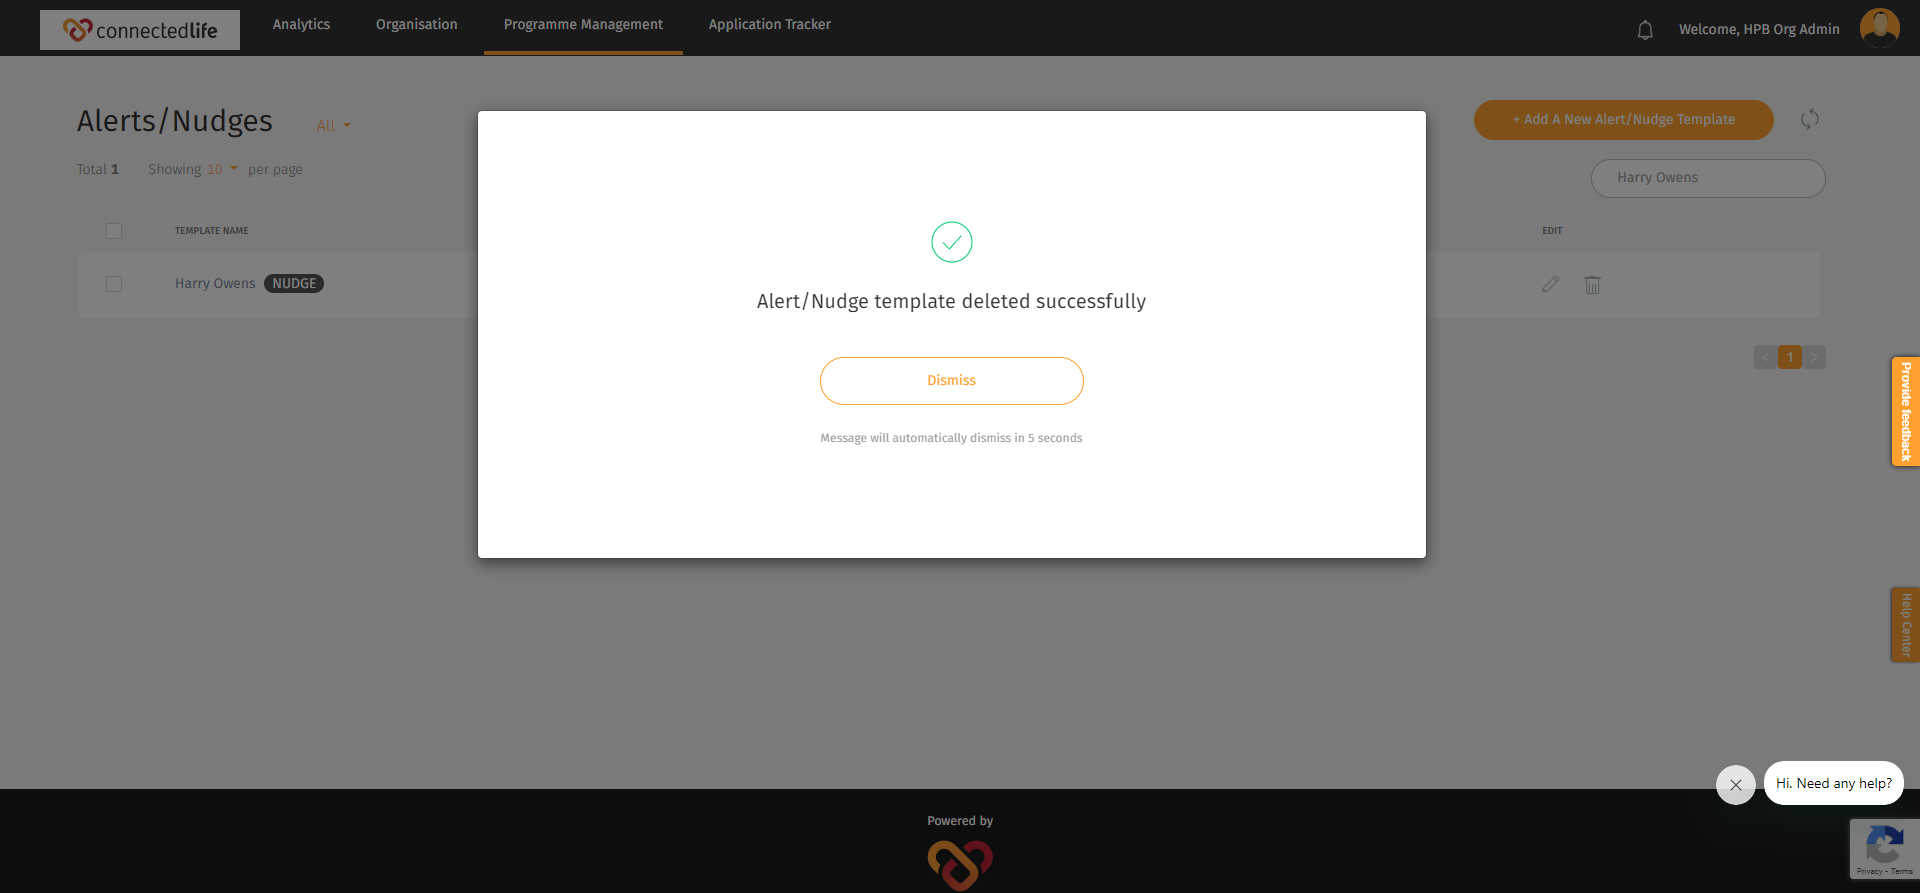 connectedlife
Analytics
Organisation
Programme Management
Application Tracker
Welcome, HPB Org Admin
Alerts/Nudges
All
+ Add A New Alert/Nudge Template
Total 1
Showing 10 per page
Harry Owens
TEMPLATE NAME
EDIT
Harry Owens
NUDGE
Alert/Nudge template deleted successfully
Dismiss
Message will automatically dismiss in 5 seconds
< 1 >
Provide feedback
Help Center
Hi. Need any help?
Powered by
Privacy - Terms